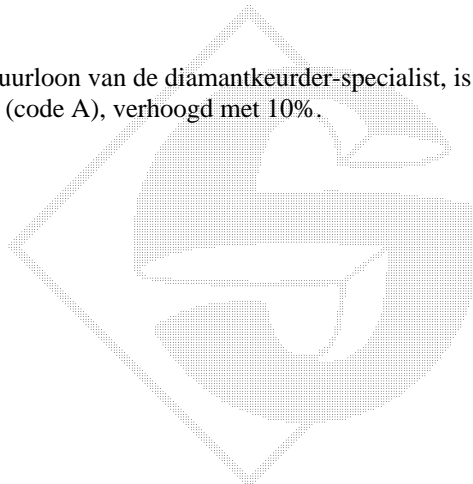 uurloon van de diamantkeurder-specialist, is
(code A), verhoogd met 10%.